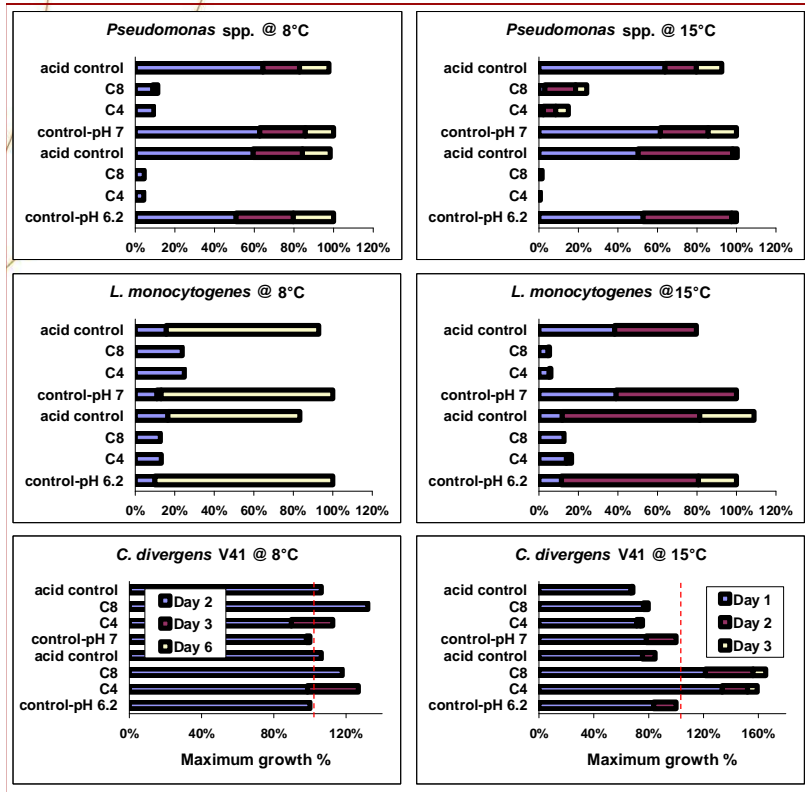 Pseudomonas spp. @ 8°C
acid control
C8
C4
control-pH 7
acid control
C8
C4
control-pH 6.2
0% 20% 40% 60% 80% 100% 120%
Pseudomonas spp. @ 15°C
acid control
C8
C4
control-pH 7
acid control
C8
C4
control-pH 6.2
0% 20% 40% 60% 80% 100% 120%
L. monocytogenes @ 8°C
acid control
C8
C4
control-pH 7
acid control
C8
C4
control-pH 6.2
0% 20% 40% 60% 80% 100% 120%
L. monocytogenes @15°C
acid control
C8
C4
control-pH 7
acid control
C8
C4
control-pH 6.2
0% 20% 40% 60% 80% 100% 120%
C. divergens V41 @ 8°C
acid control
C8
C4
control-pH 7
acid control
C8
C4
control-pH 6.2
Day 2
Day 3
Day 6
0% 40% 80% 120%
Maximum growth %
C. divergens V41 @ 15°C
acid control
C8
C4
control-pH 7
acid control
C8
C4
control-pH 6.2
Day 1
Day 2
Day 3
0% 40% 80% 120% 160%
Maximum growth %